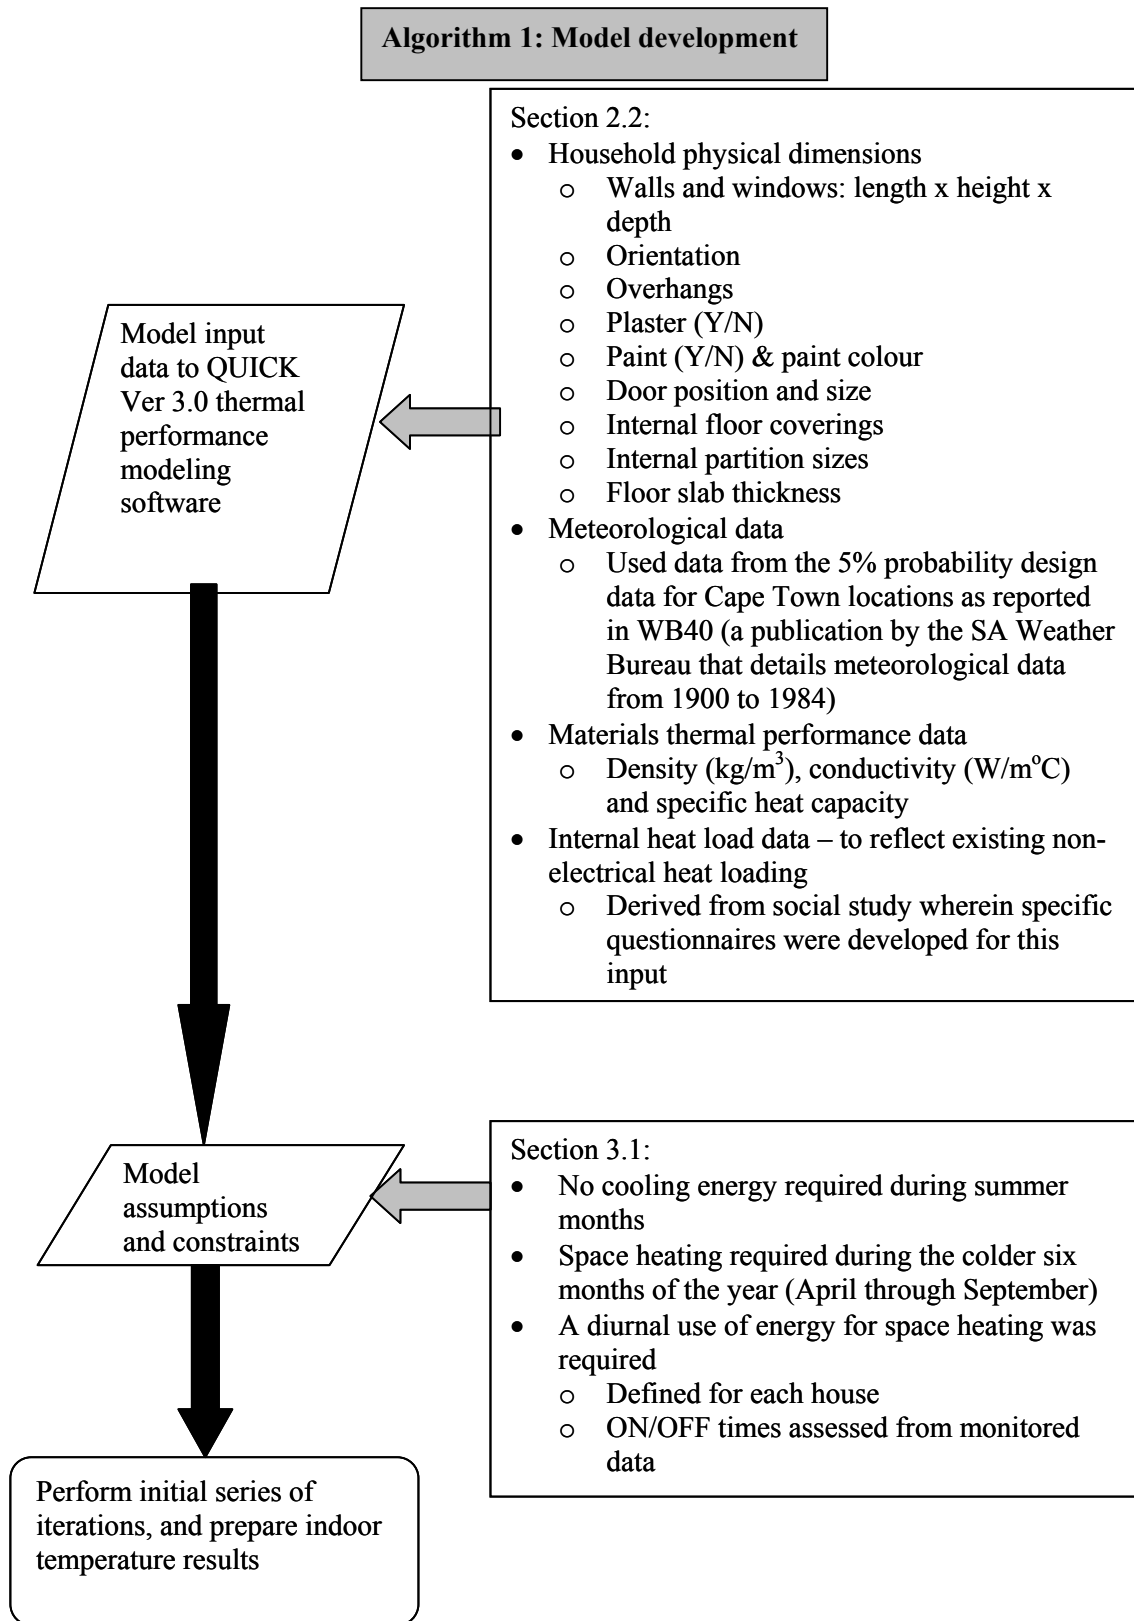 Algorithm 1: Model development
Section 2.2:
• Household physical dimensions
o Walls and windows: length x height x
depth
o Orientation
o Overhangs
o Plaster (Y/N)
o Paint (Y/N) & paint colour
o Door position and size
o Internal floor coverings
o Internal partition sizes
o Floor slab thickness
• Meteorological data
o Used data from the 5% probability design
data for Cape Town locations as reported
in WB40 (a publication by the SA Weather
Bureau that details meteorological data
from 1900 to 1984)
• Materials thermal performance data
o Density (kg/m³), conductivity (W/m°C)
and specific heat capacity
• Internal heat load data – to reflect existing non-
electrical heat loading
o Derived from social study wherein specific
questionnaires were developed for this
input
Model input
data to QUICK
Ver 3.0 thermal
performance
modeling
software
Section 3.1:
• No cooling energy required during summer
months
• Space heating required during the colder six
months of the year (April through September)
• A diurnal use of energy for space heating was
required
o Defined for each house
o ON/OFF times assessed from monitored
data
Model
assumptions
and constraints
Perform initial series of
iterations, and prepare indoor
temperature results